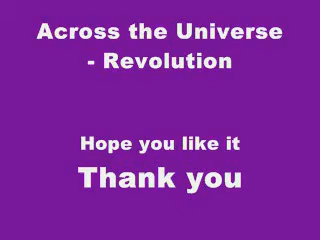 Across the Universe
- Revolution
Hope you like it
Thank you